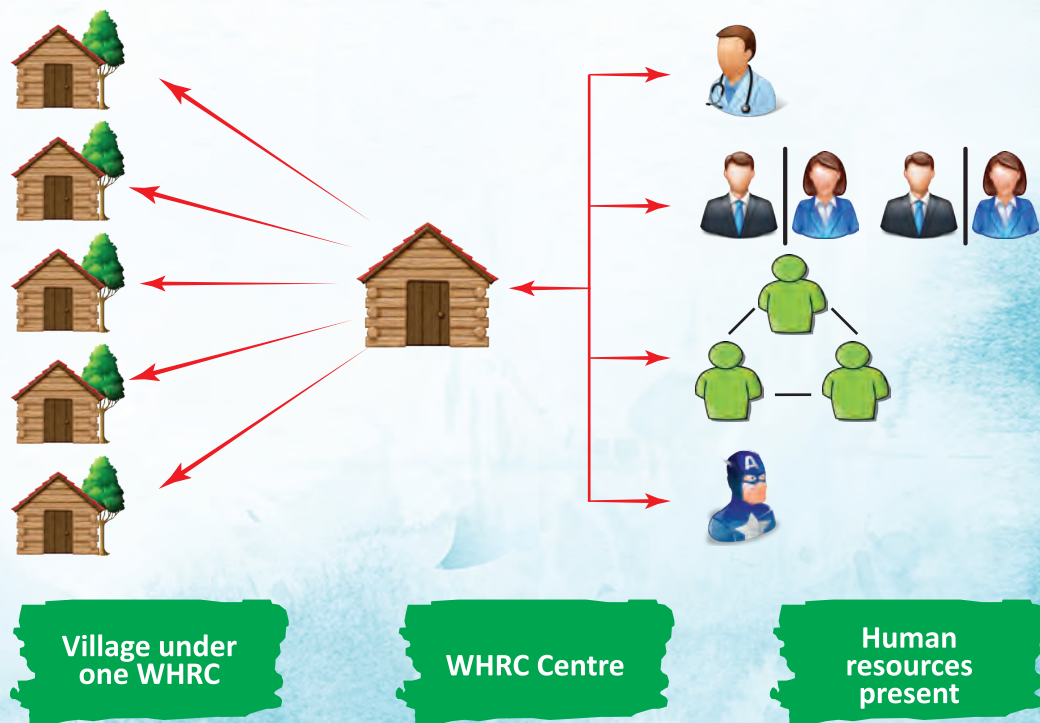 A
Village under
one WHRC
WHRC Centre
Human
resources
present